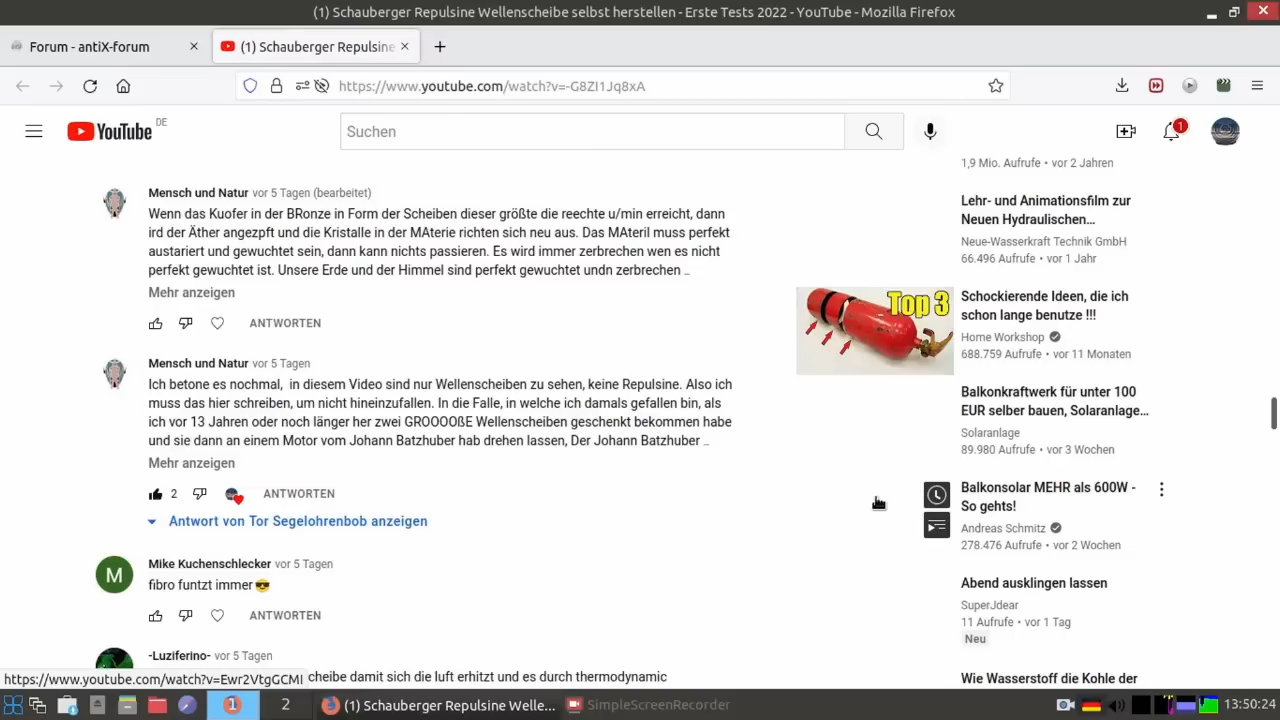 (1) Schauberger Repulsine Wellenscheibe selbst herstellen - Erste Tests 2022 - YouTube - Mozilla Firefox
Forum - antiX-forum
(1) Schauberger Repulsine
https://www.youtube.com/watch?v=-G8ZI1Jq8xA
YouTube DE
Suchen
1
1,9 Mio. Aufrufe • vor 2 Jahren
Mensch und Natur vor 5 Tagen (bearbeitet)
Wenn das Kuofer in der BRonze in Form der Scheiben dieser größte die reechte u/min erreicht, dann
ird der Äther angezpft und die Kristalle in der MAterie richten sich neu aus. Das MAteril muss perfekt
austariert und gewuchtet sein, dann kann nichts passieren. Es wird immer zerbrechen wen es nicht
perfekt gewuchtet ist. Unsere Erde und der Himmel sind perfekt gewuchtet undn zerbrechen ...
Mehr anzeigen
ANTWORTEN
Mensch und Natur vor 5 Tagen
Ich betone es nochmal,  in diesem Video sind nur Wellenscheiben zu sehen, keine Repulsine. Also ich
muss das hier schreiben, um nicht hineinzufallen. In die Falle, in welche ich damals gefallen bin, als
ich vor 13 Jahren oder noch länger her zwei GROOOOßE Wellenscheiben geschenkt bekommen habe
und sie dann an einem Motor vom Johann Batzhuber hab drehen lassen, Der Johann Batzhuber ...
Mehr anzeigen
2 ANTWORTEN
Antwort von Tor Segelohrenbob anzeigen
M
Mike Kuchenschlecker vor 5 Tagen
fibro funtzt immer😎
ANTWORTEN
-Luziferino- vor 5 Tagen
cheibe damit sich die luft erhitzt und es durch thermodynamic
Lehr- und Animationsfilm zur
Neuen Hydraulischen...
Neue-Wasserkraft Technik GmbH
66.496 Aufrufe • vor 1 Jahr
Top 3
Schockierende Ideen, die ich
schon lange benutze !!!
Home Workshop
688.759 Aufrufe • vor 11 Monaten
Balkonkraftwerk für unter 100
EUR selber bauen, Solaranlage...
Solaranlage
89.980 Aufrufe • vor 3 Wochen
Balkonsolar MEHR als 600W -
So gehts!
Andreas Schmitz
278.476 Aufrufe • vor 2 Wochen
Abend ausklingen lassen
SuperJdear
11 Aufrufe • vor 1 Tag
Neu
Wie Wasserstoff die Kohle der
https://www.youtube.com/watch?v=Ewr2VtgGCMI
1
2
(1) Schauberger Repulsine Welle...
SimpleScreenRecorder
13:50:24